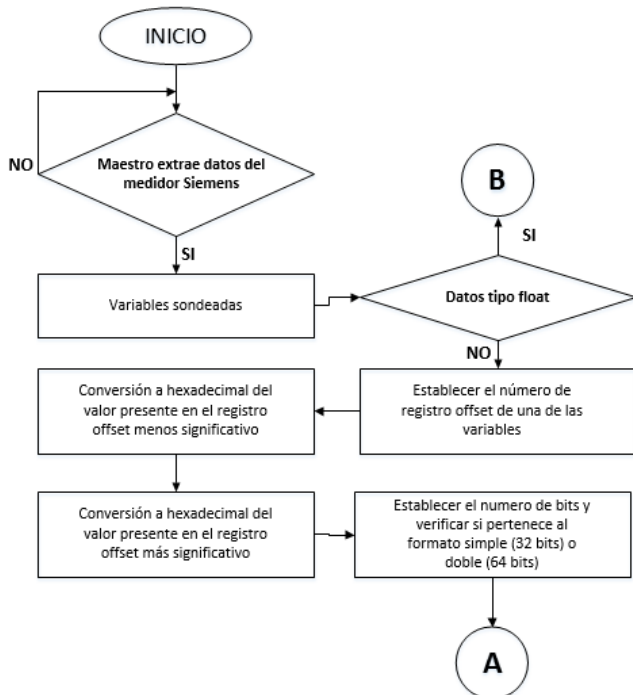 INICIO
NO
Maestro extrae datos del
medidor Siemens
SI
B
SI
Variables sondeadas
Datos tipo float
NO
Conversión a hexadecimal del
valor presente en el registro
offset menos significativo
Establecer el número de
registro offset de una de las
variables
Conversión a hexadecimal del
valor presente en el registro
offset más significativo
Establecer el numero de bits y
verificar si pertenece al
formato simple (32 bits) o
doble (64 bits)
A